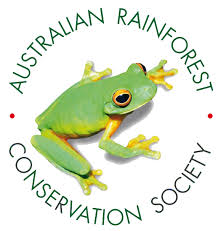 AUSTRALIAN RAINFOREST
CONSERVATION SOCIETY